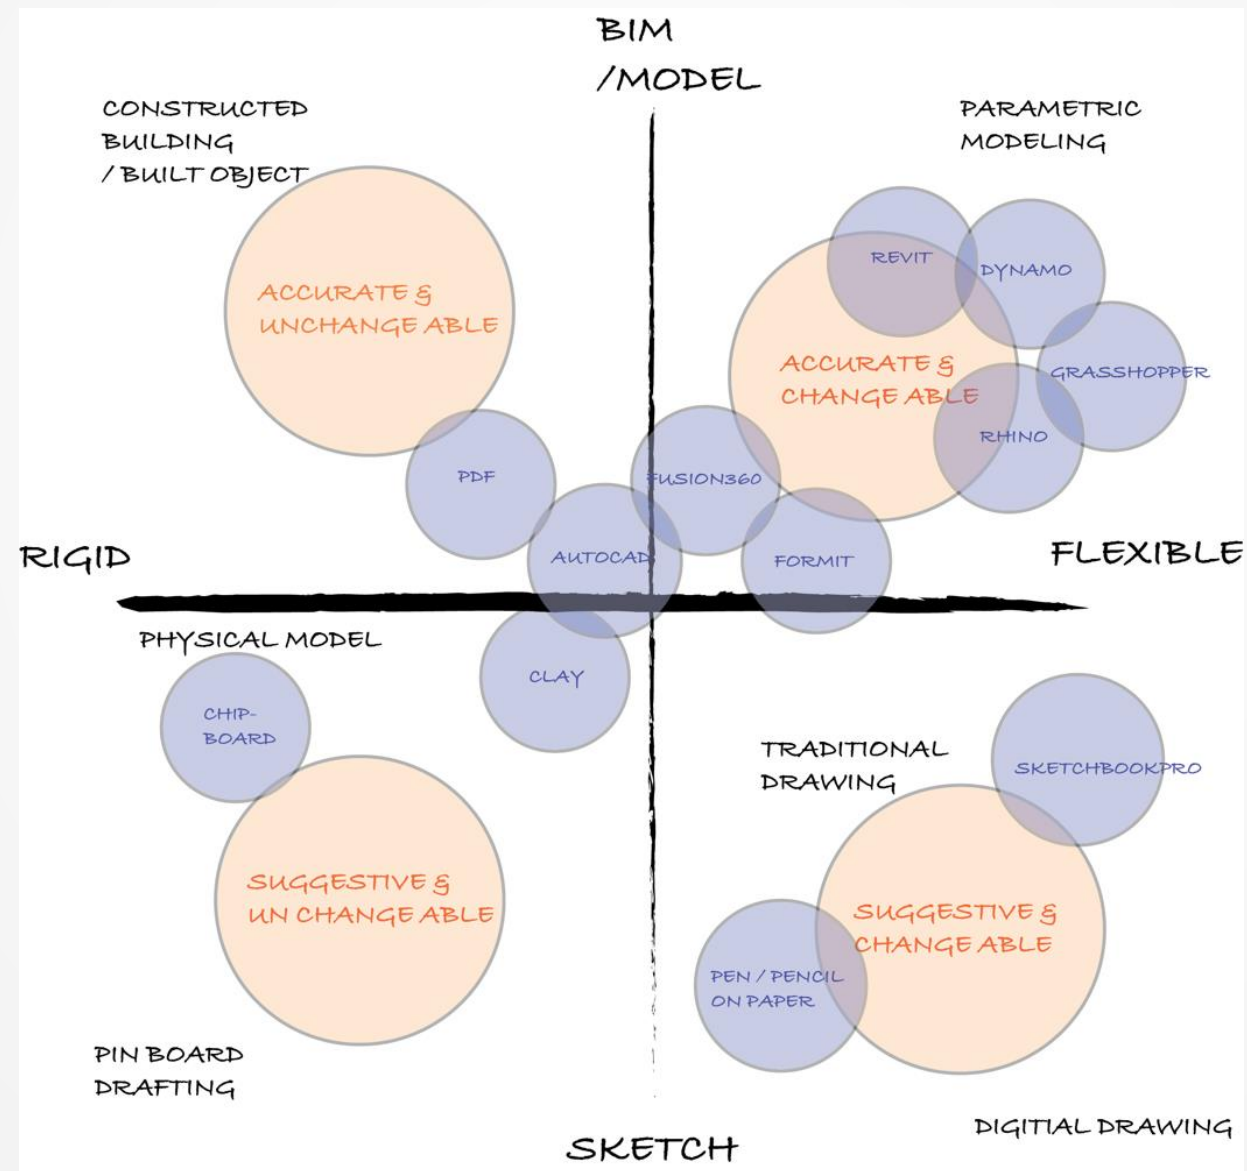 BIM
/MODEL
CONSTRUCTED
BUILDING
/ BUILT OBJECT
PARAMETRIC
MODELING
ACCURATE &
UNCHANGE ABLE
REVIT
DYNAMO
ACCURATE &
CHANGE ABLE
GRASSHOPPER
RHINO
PDF
FUSION360
AUTOCAD
FORMIT
RIGID
FLEXIBLE
PHYSICAL MODEL
CLAY
CHIP-
BOARD
TRADITIONAL
DRAWING
SKETCHBOOKPRO
SUGGESTIVE &
UN CHANGE ABLE
SUGGESTIVE &
CHANGE ABLE
PEN / PENCIL
ON PAPER
PIN BOARD
DRAFTING
DIGITIAL DRAWING
SKETCH